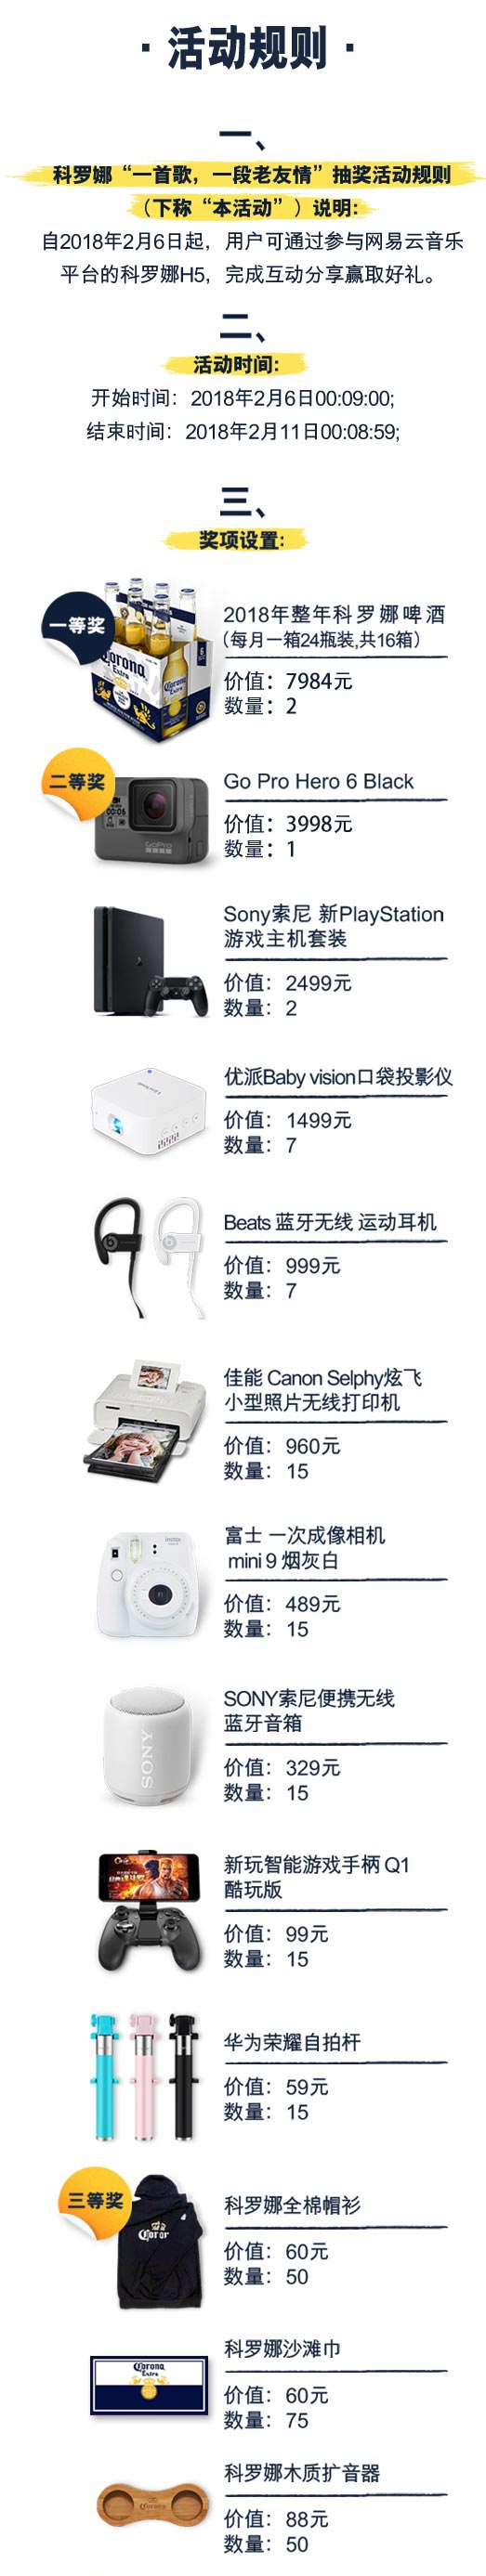 · 活动规则 ·
一、
科罗娜“一首歌，一段老友情”抽奖活动规则
（下称“本活动”）说明:
自2018年2月6日起，用户可通过参与网易云音乐
平台的科罗娜H5，完成互动分享赢取好礼。
二、
活动时间:
开始时间：2018年2月6日00:09:00;
结束时间：2018年2月11日00:08:59;
三、
奖项设置:
一等奖
Corona
Extra
Corona
Extra
2018年整年科罗娜啤酒
（每月一箱24瓶装,共16箱）
价值：7984元
数量：2
二等奖
GoPro
Go Pro Hero 6 Black
价值：3998元
数量：1
Sony索尼 新PlayStation
游戏主机套装
价值：2499元
数量：2
优派Baby vision口袋投影仪
价值：1499元
数量：7
Beats 蓝牙无线 运动耳机
价值：999元
数量：7
佳能 Canon Selphy炫飞
小型照片无线打印机
价值：960元
数量：15
instax
富士 一次成像相机
mini 9 烟灰白
价值：489元
数量：15
SONY
SONY索尼便携无线
蓝牙音箱
价值：329元
数量：15
新玩智能游戏手柄 Q1
酷玩版
价值：99元
数量：15
华为荣耀自拍杆
价值：59元
数量：15
三等奖
Coror
科罗娜全棉帽衫
价值：60元
数量：50
Corona
Extra
科罗娜沙滩巾
价值：60元
数量：75
Corona
科罗娜木质扩音器
价值：88元
数量：50